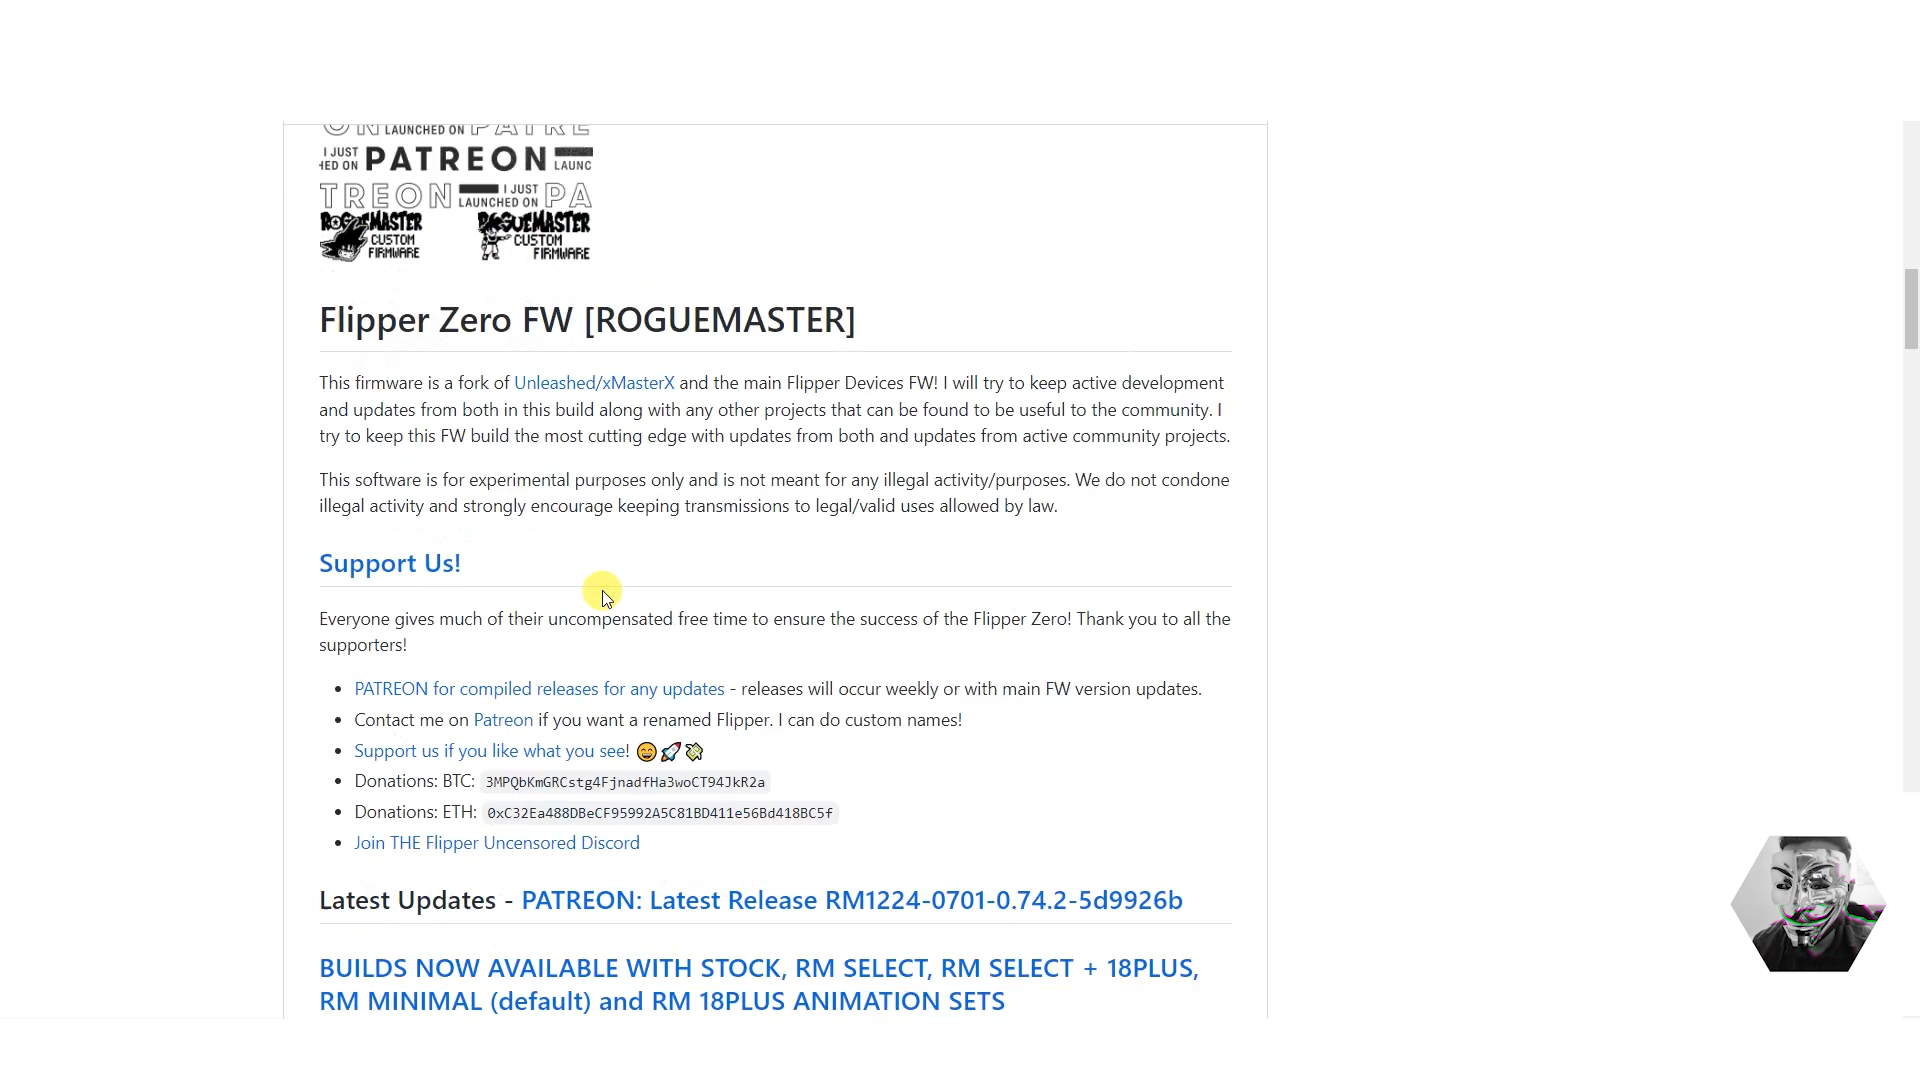 ON LAUNCHED ON PATRE
I JUST PATREON
HED ON LAUNC
TREON I JUST PA
LAUNCHED ON
ROGUEMASTER ROGUEMASTER
CUSTOM CUSTOM
FIRMWARE FIRMWARE
Flipper Zero FW [ROGUEMASTER]
This firmware is a fork of Unleashed/xMasterX and the main Flipper Devices FW! I will try to keep active development
and updates from both in this build along with any other projects that can be found to be useful to the community. I
try to keep this FW build the most cutting edge with updates from both and updates from active community projects.
This software is for experimental purposes only and is not meant for any illegal activity/purposes. We do not condone
illegal activity and strongly encourage keeping transmissions to legal/valid uses allowed by law.
Support Us!
Everyone gives much of their uncompensated free time to ensure the success of the Flipper Zero! Thank you to all the
supporters!
• PATREON for compiled releases for any updates - releases will occur weekly or with main FW version updates.
• Contact me on Patreon if you want a renamed Flipper. I can do custom names!
• Support us if you like what you see! 😄🚀💸
• Donations: BTC: 3MPQbKmGRCstg4FjnadfHa3woCT94JkR2a
• Donations: ETH: 0xC32Ea488DBeCF95992A5C81BD411e56Bd418BC5f
• Join THE Flipper Uncensored Discord
Latest Updates - PATREON: Latest Release RM1224-0701-0.74.2-5d9926b
BUILDS NOW AVAILABLE WITH STOCK, RM SELECT, RM SELECT + 18PLUS,
RM MINIMAL (default) and RM 18PLUS ANIMATION SETS